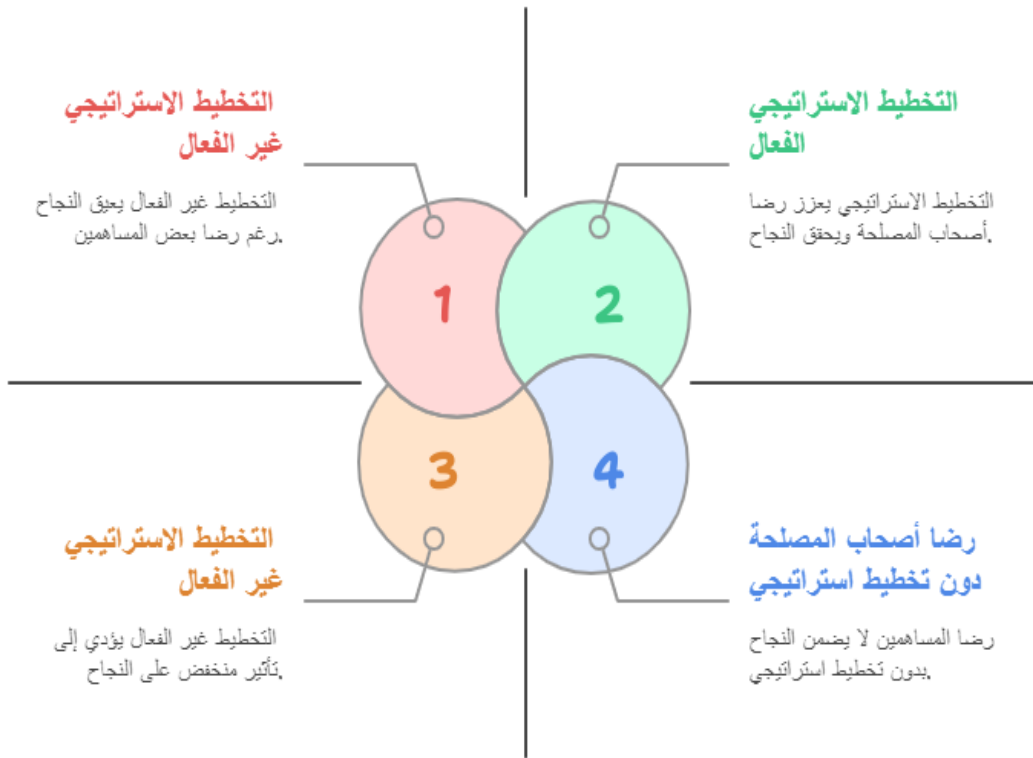 التخطيط الاستراتيجي
غير الفعال
التخطيط غير الفعال يعيق النجاح
رغم رضا بعض المساهمين.
1
التخطيط الاستراتيجي
الفعال
التخطيط الاستراتيجي يعزز رضا
أصحاب المصلحة ويحقق النجاح.
2
التخطيط الاستراتيجي
غير الفعال
التخطيط غير الفعال يؤدي إلى
تأثير منخفض على النجاح.
3
رضا أصحاب المصلحة
دون تخطيط استراتيجي
رضا المساهمين لا يضمن النجاح
بدون تخطيط استراتيجي.
4